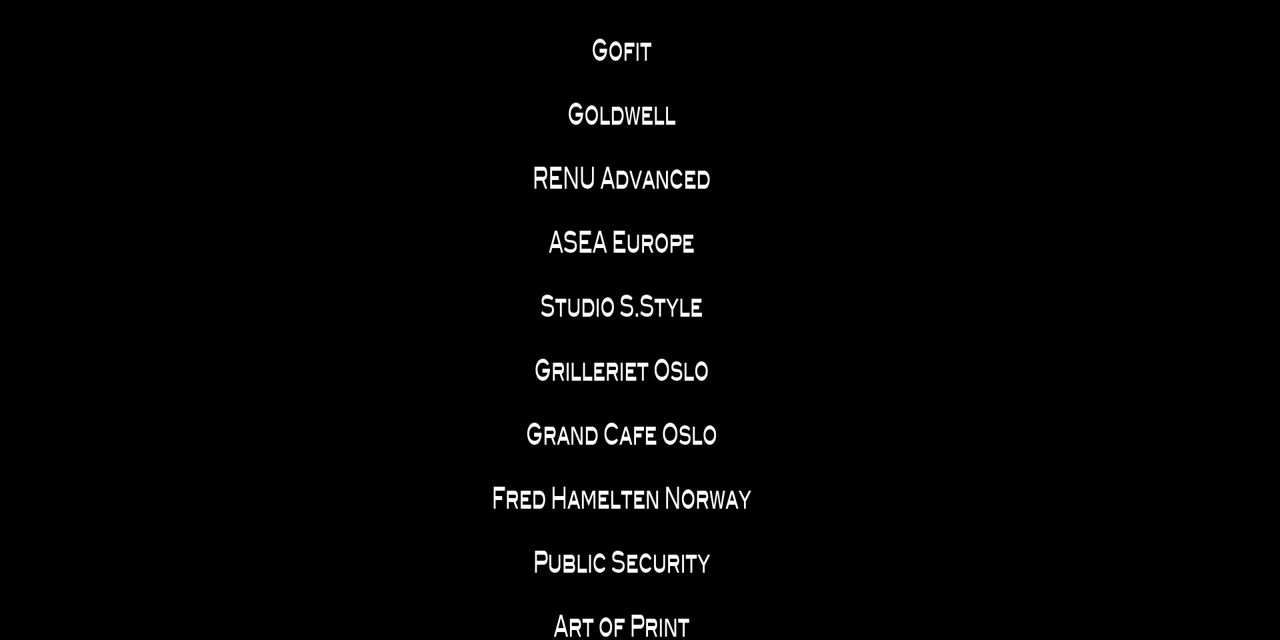 Gofit
Goldwell
RENU Advanced
ASEA Europe
Studio S.Style
Grilleriet Oslo
Grand Cafe Oslo
Fred Hamelten Norway
Public Security
Art of Print